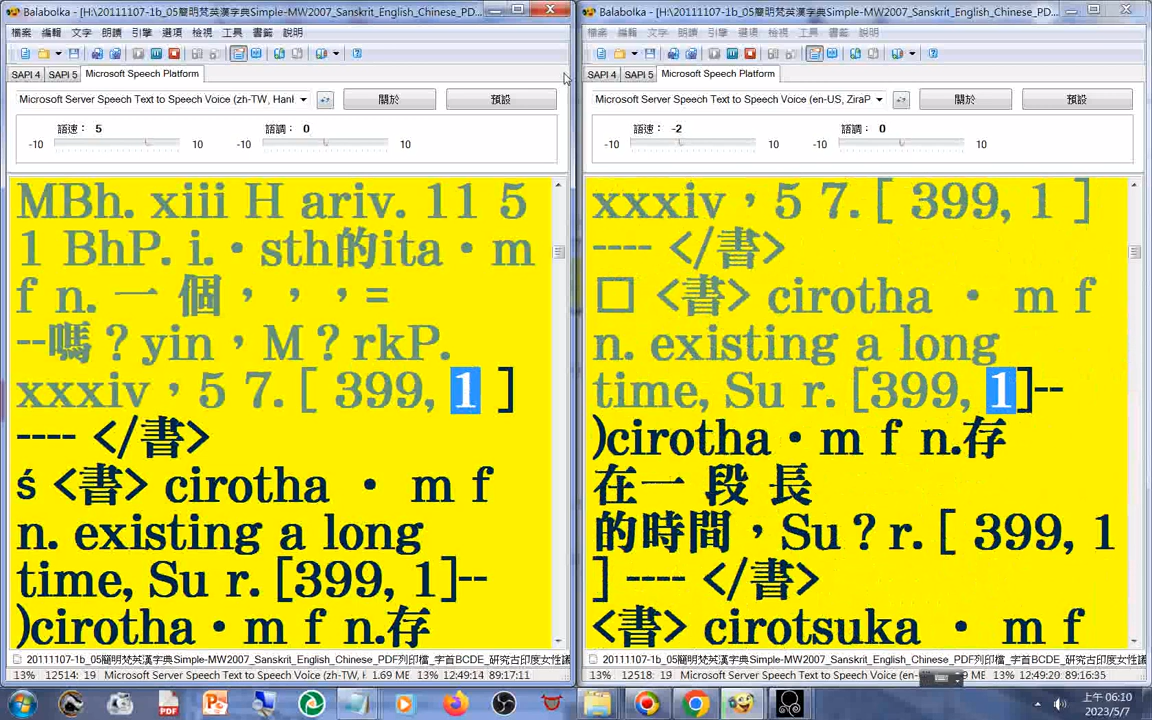 Balabolka - [H:\20111107-1b_05簡明梵英漢字典Simple-MW2007_Sanskrit_English_Chinese_PD...
檔案 編輯 文字 朗讀 引擎 選項 檢視 工具 書籤 說明
SAPI 4 SAPI 5 Microsoft Speech Platform
Microsoft Server Speech Text to Speech Voice (zh-TW, HanH
關於 預設
語速： 5 語調： 0
-10 10 -10 10
MBh. xiii H ariv. 11 5
1 BhP. i.•sth的ita•m
f n. 一 個，，，=
--嗎？yin，M？rkP.
xxxiv，5 7. [ 399, 1 ]
---- </書>
ś <書> cirotha • m f
n. existing a long
time, Su r. [399, 1]--
)cirotha•m f n.存
20111107-1b_05簡明梵英漢字典Simple-MW2007_Sanskrit_English_Chinese_PDF列印檔_字首BCDE_研究古印度女性議
13% 12514: 19 Microsoft Server Speech Text to Speech Voice (zh-TW, H 1.69 ME 13% 12:49:14 89:17:11
Balabolka - [H:\20111107-1b_05簡明梵英漢字典Simple-MW2007_Sanskrit_English_Chinese_PD...
檔案 編輯 文字 朗讀 引擎 選項 檢視 工具 書籤 說明
SAPI 4 SAPI 5 Microsoft Speech Platform
Microsoft Server Speech Text to Speech Voice (en-US, ZiraP
關於 預設
語速： -2 語調： 0
-10 10 -10 10
xxxiv，5 7. [ 399, 1 ]
---- </書>
□ <書> cirotha • m f
n. existing a long
time, Su r. [399, 1]--
)cirotha•m f n.存
在一 段 長
的時間，Su？r. [ 399, 1
] ---- </書>
<書> cirotsuka • m f
20111107-1b_05簡明梵英漢字典Simple-MW2007_Sanskrit_English_Chinese_PDF列印檔_字首BCDE_研究古印度女性議
13% 12518: 19 Microsoft Server Speech Text to Speech Voice (en- ME 13% 12:49:20 89:16:35
PDF
上午 06:10
2023/5/7